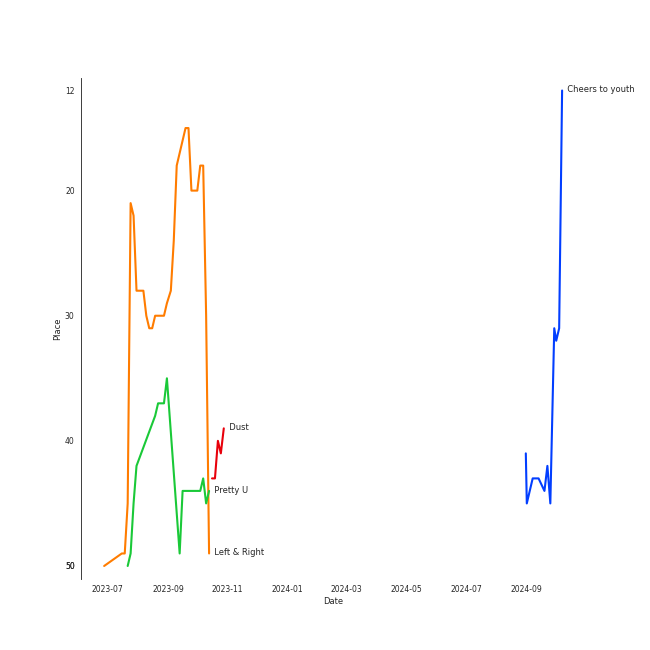 12
Cheers to youth
20
30
Place
Dust
40
Pretty U
Left & Right
50
2023-07 2023-09 2023-11 2024-01 2024-03 2024-05 2024-07 2024-09
Date